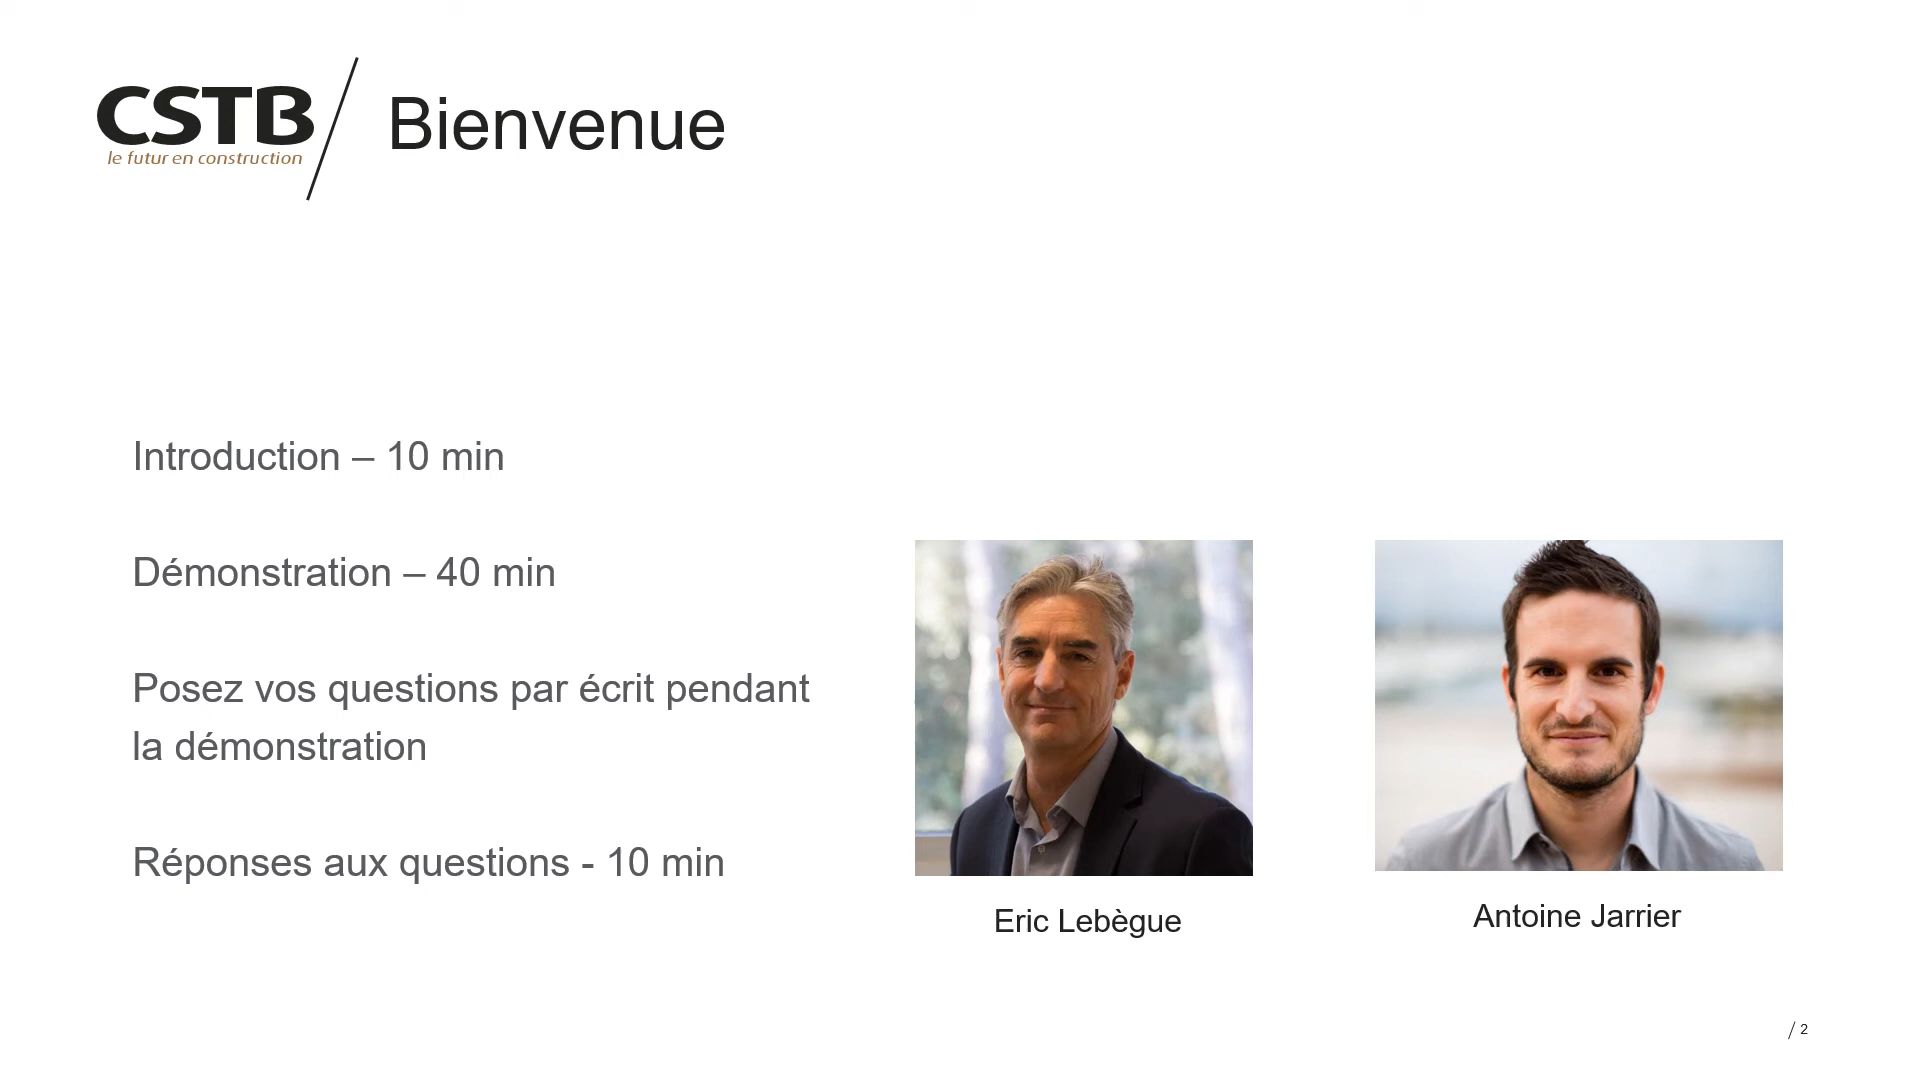 CSTB
le futur en construction
Bienvenue
Introduction – 10 min
Démonstration – 40 min
Posez vos questions par écrit pendant
la démonstration
Réponses aux questions - 10 min
Eric Lebègue
Antoine Jarrier
/ 2